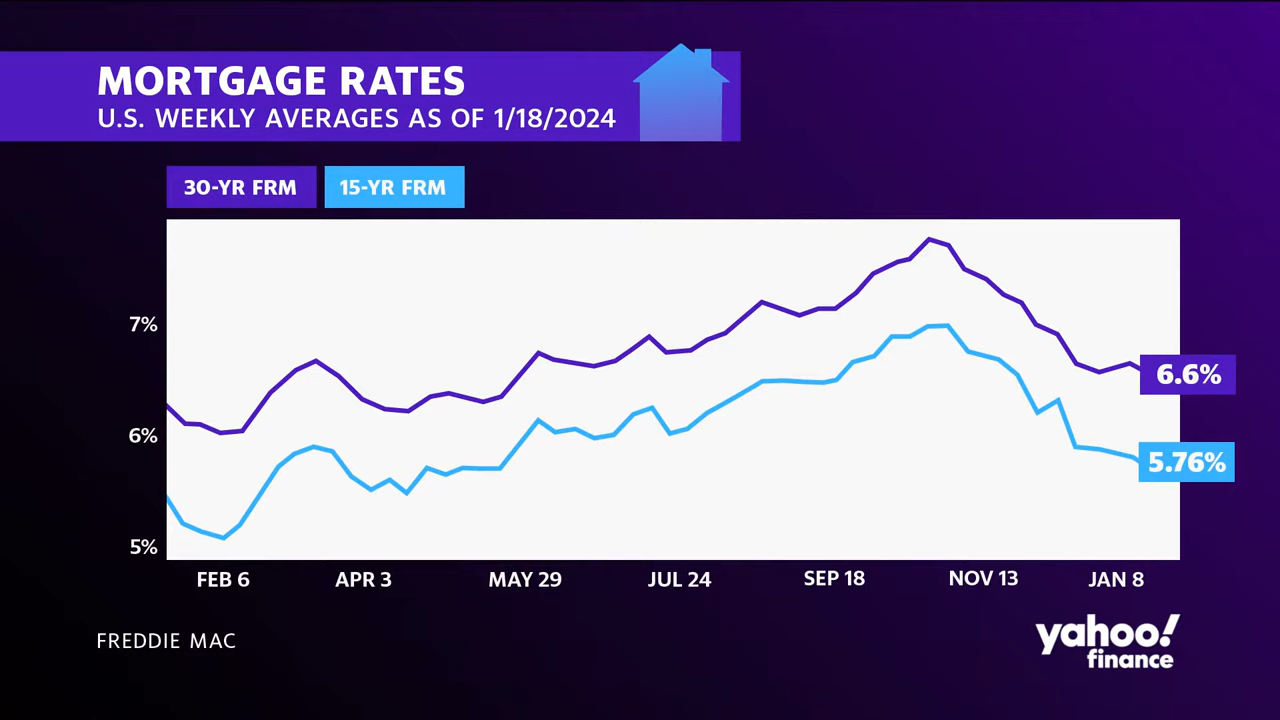 MORTGAGE RATES
U.S. WEEKLY AVERAGES AS OF 1/18/2024
30-YR FRM 15-YR FRM
7%
6.6%
6%
5.76%
5%
FEB 6 APR 3 MAY 29 JUL 24 SEP 18 NOV 13 JAN 8
FREDDIE MAC
yahoo!
finance